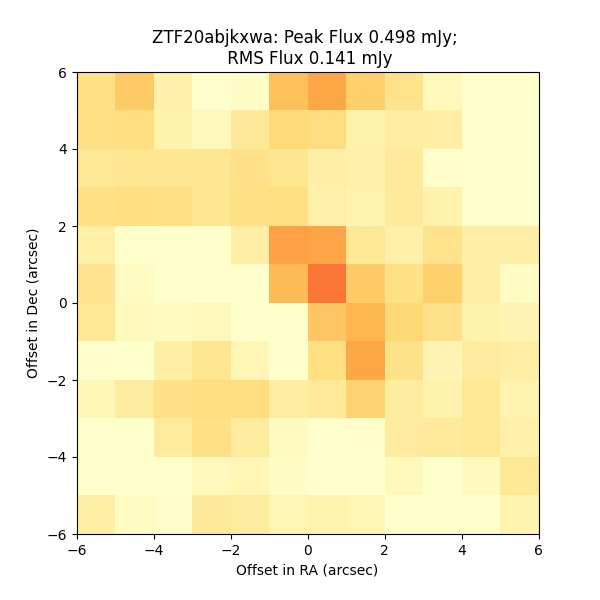 ZTF20abjkxwa: Peak Flux 0.498 mJy;
RMS Flux 0.141 mJy
6
4
2
0
−2
−4
−6
Offset in Dec (arcsec)
−6 −4 −2 0 2 4 6
Offset in RA (arcsec)